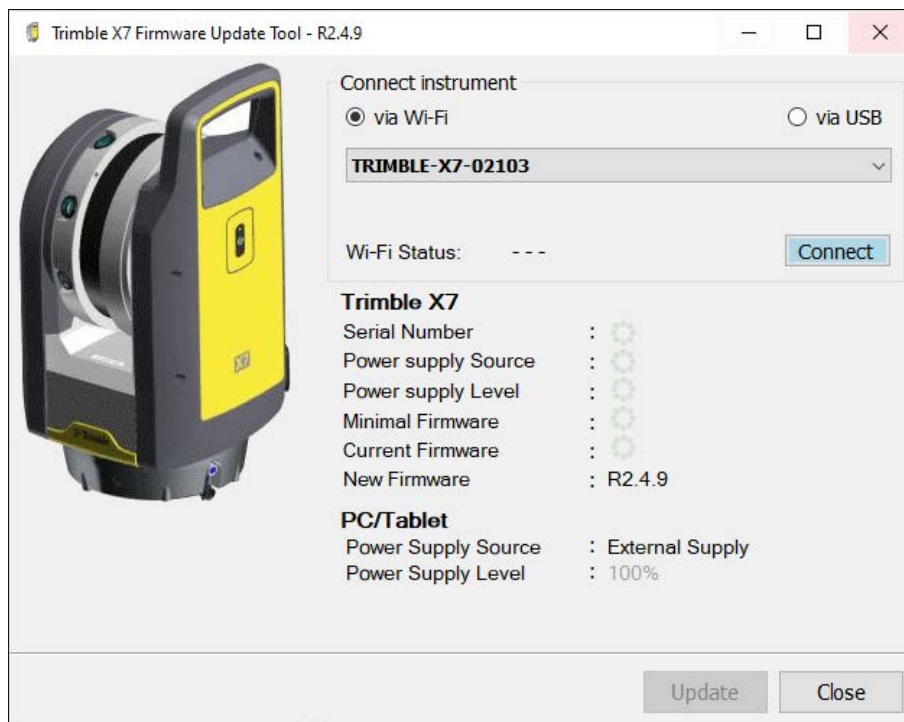 Trimble X7 Firmware Update Tool - R2.4.9
Connect instrument
via Wi-Fi
via USB
TRIMBLE-X7-02103
Wi-Fi Status: ---
Connect
Trimble X7
Serial Number :
Power supply Source :
Power supply Level :
Minimal Firmware :
Current Firmware :
New Firmware : R2.4.9
PC/Tablet
Power Supply Source : External Supply
Power Supply Level : 100%
Update
Close
X7
Trimble